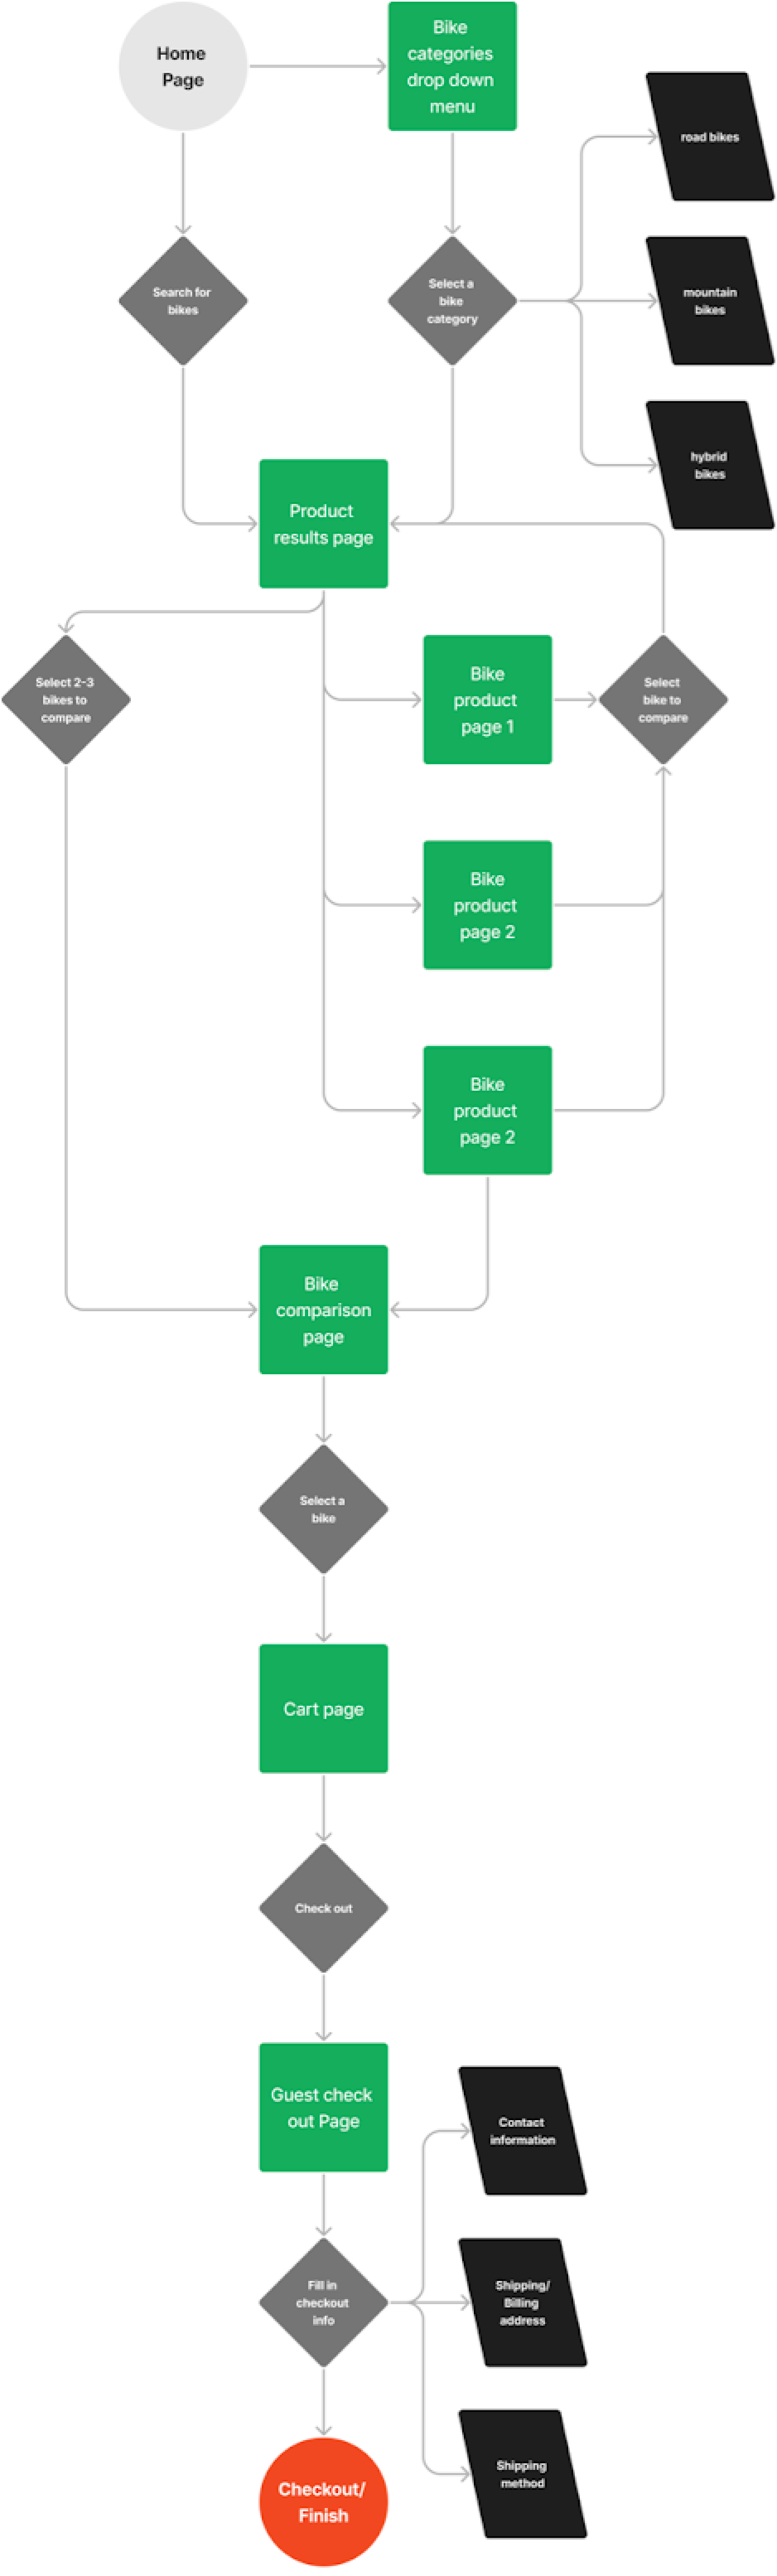 Home
Page
Bike
categories
drop down
menu
road bikes
Search for
bikes
Select a
bike
category
mountain
bikes
hybrid
bikes
Product
results page
Select 2-3
bikes to
compare
Bike
product
page 1
Select
bike to
compare
Bike
product
page 2
Bike
product
page 2
Bike
comparison
page
Select a
bike
Cart page
Check out
Guest check
out Page
Contact
information
Fill in
checkout
info
Shipping/
Billing
address
Shipping
method
Checkout/
Finish